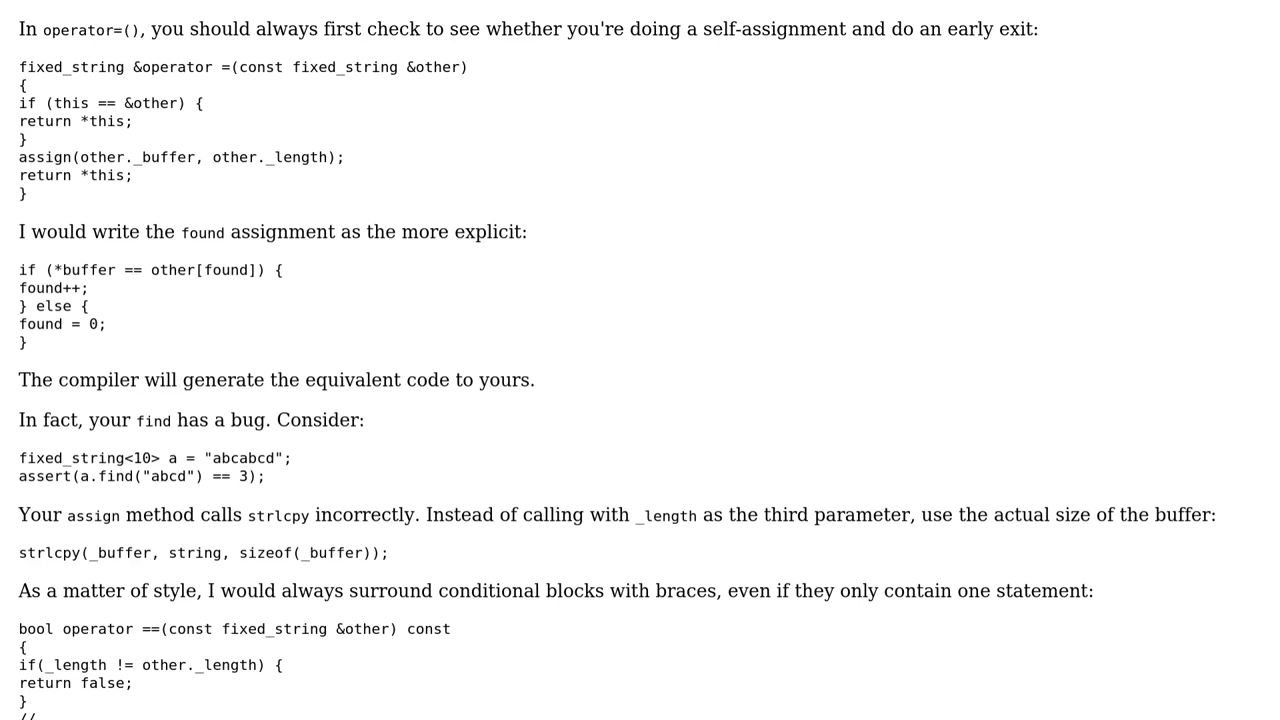 In operator=(), you should always first check to see whether you're doing a self-assignment and do an early exit:
fixed_string &operator =(const fixed_string &other)
{
if (this == &other) {
return *this;
}
assign(other._buffer, other._length);
return *this;
}
I would write the found assignment as the more explicit:
if (*buffer == other[found]) {
found++;
} else {
found = 0;
}
The compiler will generate the equivalent code to yours.
In fact, your find has a bug. Consider:
fixed_string<10> a = "abcabcd";
assert(a.find("abcd") == 3);
Your assign method calls strlcpy incorrectly. Instead of calling with _length as the third parameter, use the actual size of the buffer:
strlcpy(_buffer, string, sizeof(_buffer));
As a matter of style, I would always surround conditional blocks with braces, even if they only contain one statement:
bool operator ==(const fixed_string &other) const
{
if(_length != other._length) {
return false;
}
//